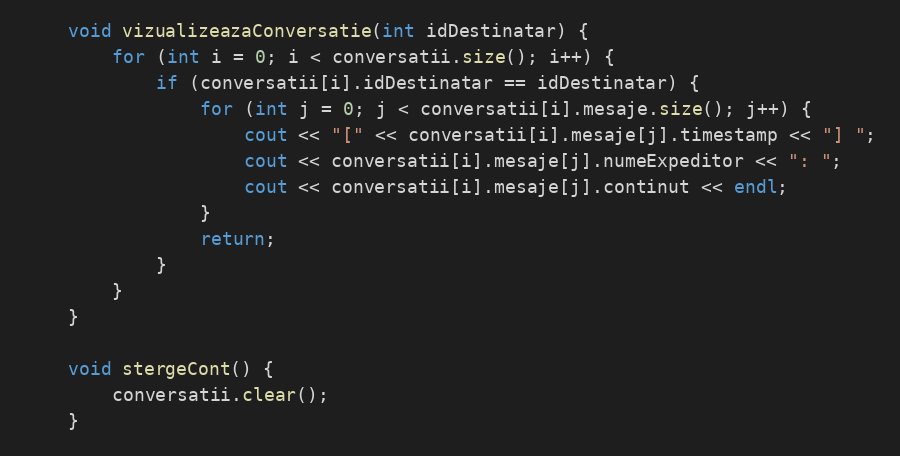 void vizualizeazaConversatie(int idDestinatar) {
    for (int i = 0; i < conversatii.size(); i++) {
        if (conversatii[i].idDestinatar == idDestinatar) {
            for (int j = 0; j < conversatii[i].mesaje.size(); j++) {
                cout << "[" << conversatii[i].mesaje[j].timestamp << "] ";
                cout << conversatii[i].mesaje[j].numeExpeditor << ": ";
                cout << conversatii[i].mesaje[j].continut << endl;
            }
            return;
        }
    }
}

void stergeCont() {
    conversatii.clear();
}